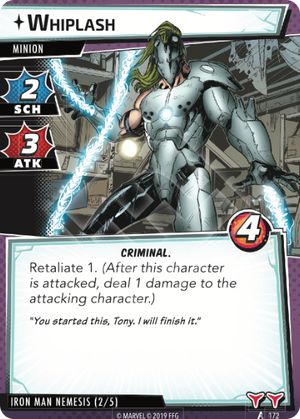 WHIPLASH
MINION
2
SCH
3
ATK
4
CRIMINAL.
Retaliate 1. (After this character
is attacked, deal 1 damage to the
attacking character.)
"You started this, Tony. I will finish it."
IRON MAN NEMESIS (2/5)
© MARVEL © 2019 FFG
172